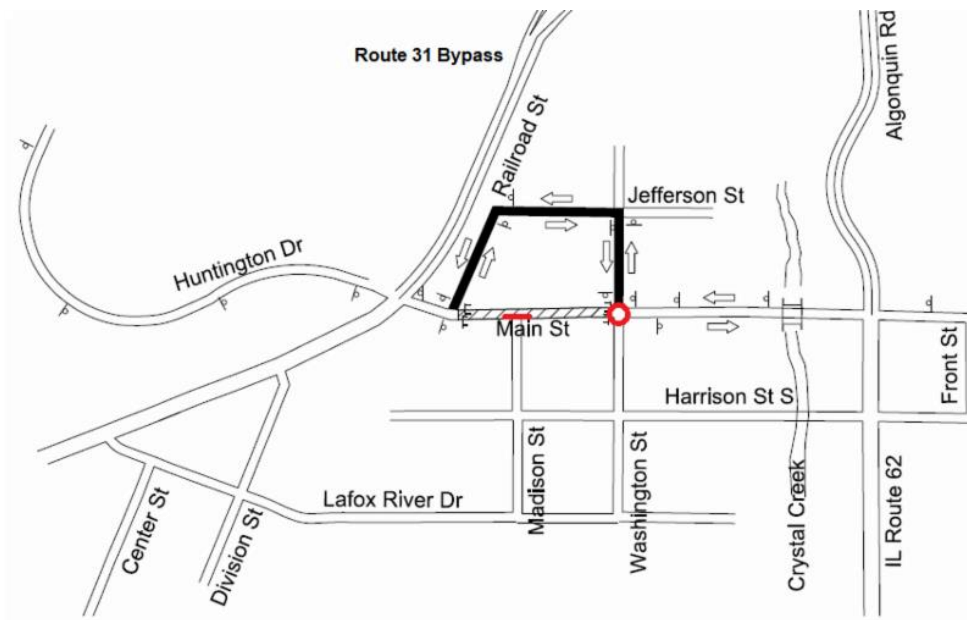 Route 31 Bypass
Algonquin Rd
Railroad St
Jefferson St
Huntington Dr
Main St
Front St
Harrison St S
Madison St
Washington St
Crystal Creek
IL Route 62
Lafox River Dr
Center St
Division St